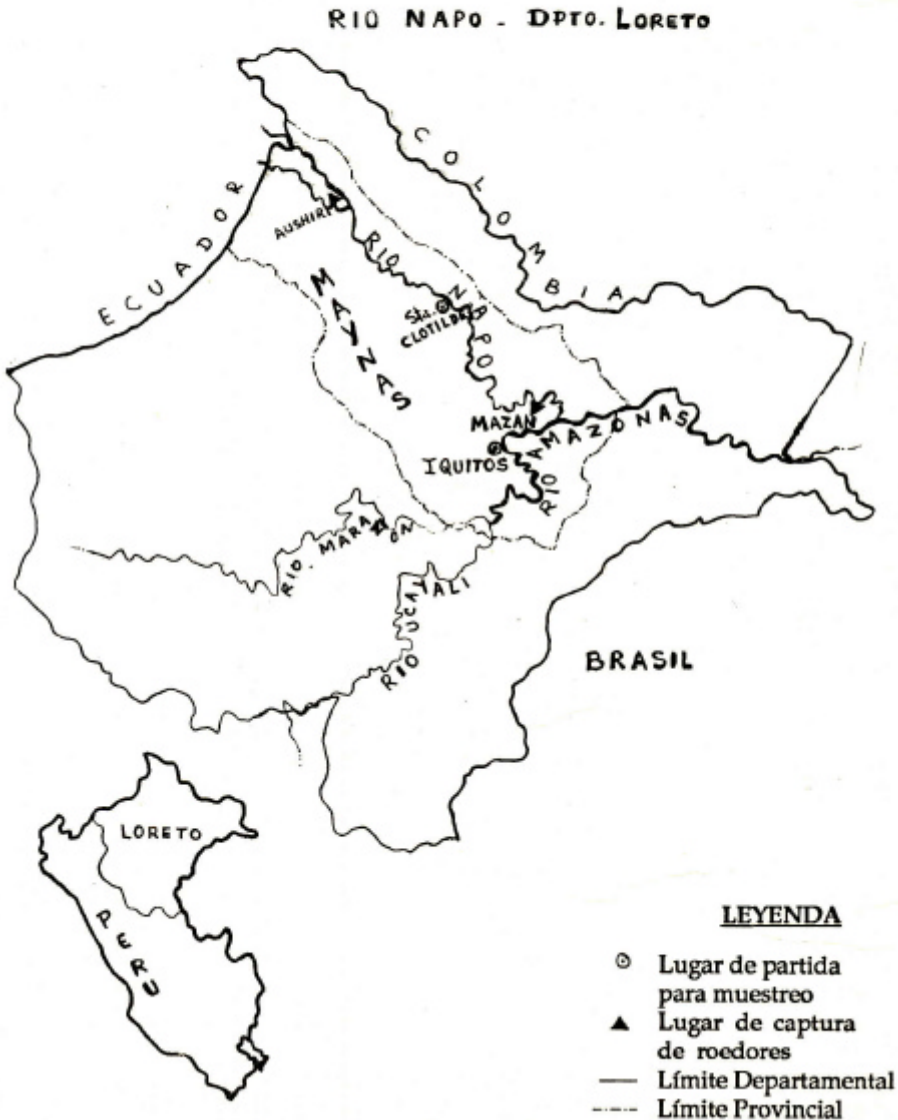 RIO NAPO - DPTO. LORETO
COLOMBIA
ECUADOR
AUSHIRI
RIO NAPO
Sta. CLOTILDE
MAYNAS
MAZAN
IQUITOS
RIO AMAZONAS
RIO MARAÑON
RIO UCAYALI
BRASIL
LORETO
PERU
LEYENDA
Lugar de partida
para muestreo
Lugar de captura
de roedores
Límite Departamental
Límite Provincial